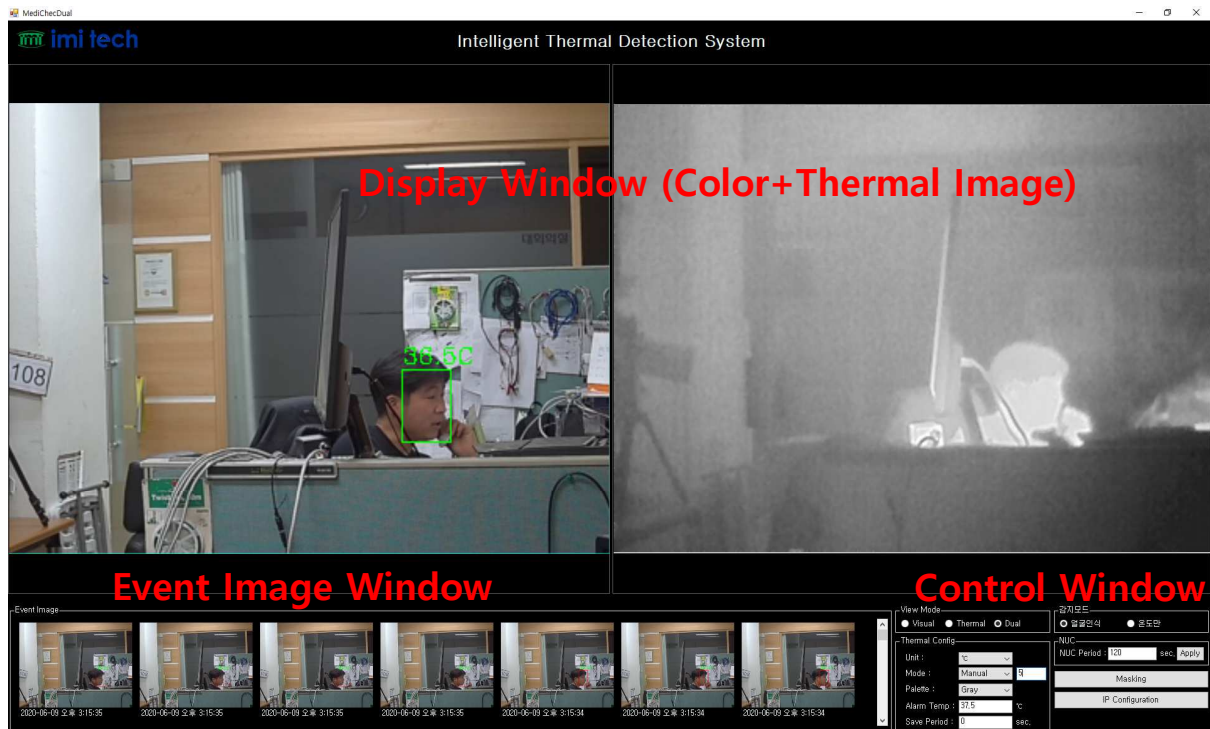 MediChecDual
imi tech
Intelligent Thermal Detection System
Display Window (Color+Thermal Image)
108
36.5C
Event Image Window
Control Window
Event Image
2020-06-09 오후 3:15:35
2020-06-09 오후 3:15:35
2020-06-09 오후 3:15:35
2020-06-09 오후 3:15:35
2020-06-09 오후 3:15:34
2020-06-09 오후 3:15:34
2020-06-09 오후 3:15:34
View Mode
Visual Thermal Dual
Thermal Config
Unit : ℃
Mode : Manual 5
Palette : Gray
Alarm Temp : 37.5 ℃
Save Period : 0 sec.
감지모드
얼굴인식 온도만
NUC
NUC Period : 120 sec. Apply
Masking
IP Configuration